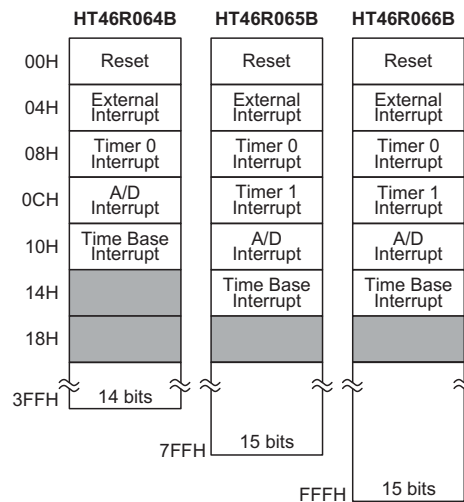 HT46R064B HT46R065B HT46R066B
00H Reset Reset Reset
04H External Interrupt External Interrupt External Interrupt
08H Timer 0 Interrupt Timer 0 Interrupt Timer 0 Interrupt
0CH A/D Interrupt Timer 1 Interrupt Timer 1 Interrupt
10H Time Base Interrupt A/D Interrupt A/D Interrupt
14H Time Base Interrupt Time Base Interrupt
18H
3FFH 14 bits
7FFH 15 bits
FFFH 15 bits